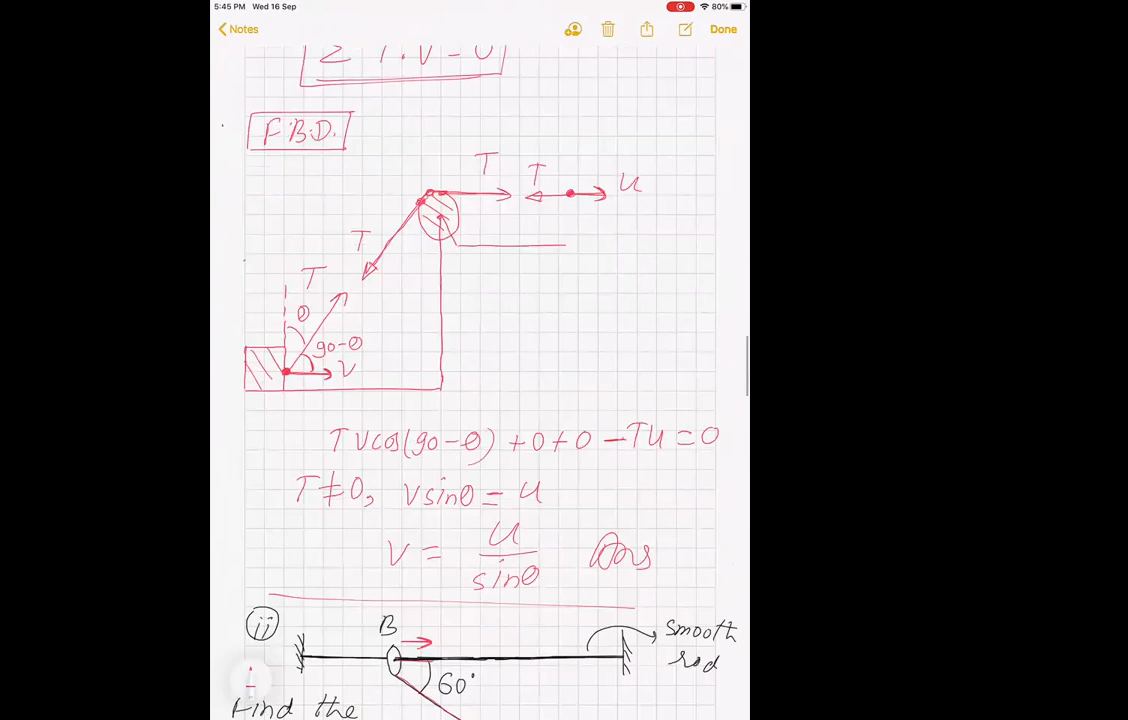 5:45 PM Wed 16 Sep
80%
Notes
Done
Σ T.V = 0
F.B.D.
T
T
u
T
T
θ
90-θ
V
TVcos(90-θ) + 0 + 0 - Tu = 0
T≠0, vsinθ = u
V = u/sinθ Ans
ii
B
smooth
rod
60°
Find the